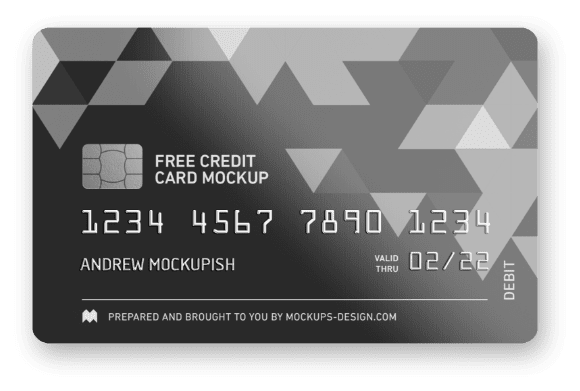 FREE CREDIT
CARD MOCKUP
1234 4567 7890 1234
ANDREW MOCKUPISH
VALID
THRU
02/22
DEBIT
PREPARED AND BROUGHT TO YOU BY MOCKUPS-DESIGN.COM